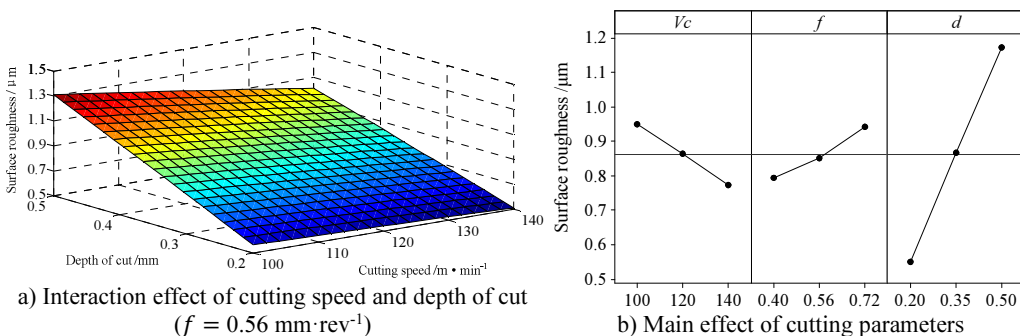 Surface roughness / μm
1.5
1.3
1.1
0.9
0.7
0.5
0.5
0.4
0.3
0.2
Depth of cut /mm
100
110
120
130
140
Cutting speed /m • min⁻¹
a) Interaction effect of cutting speed and depth of cut
(f = 0.56 mm·rev⁻¹)
Vc f d
Surface roughness /μm
1.2
1.1
1.0
0.9
0.8
0.7
0.6
0.5
100 120 140 0.40 0.56 0.72 0.20 0.35 0.50
b) Main effect of cutting parameters